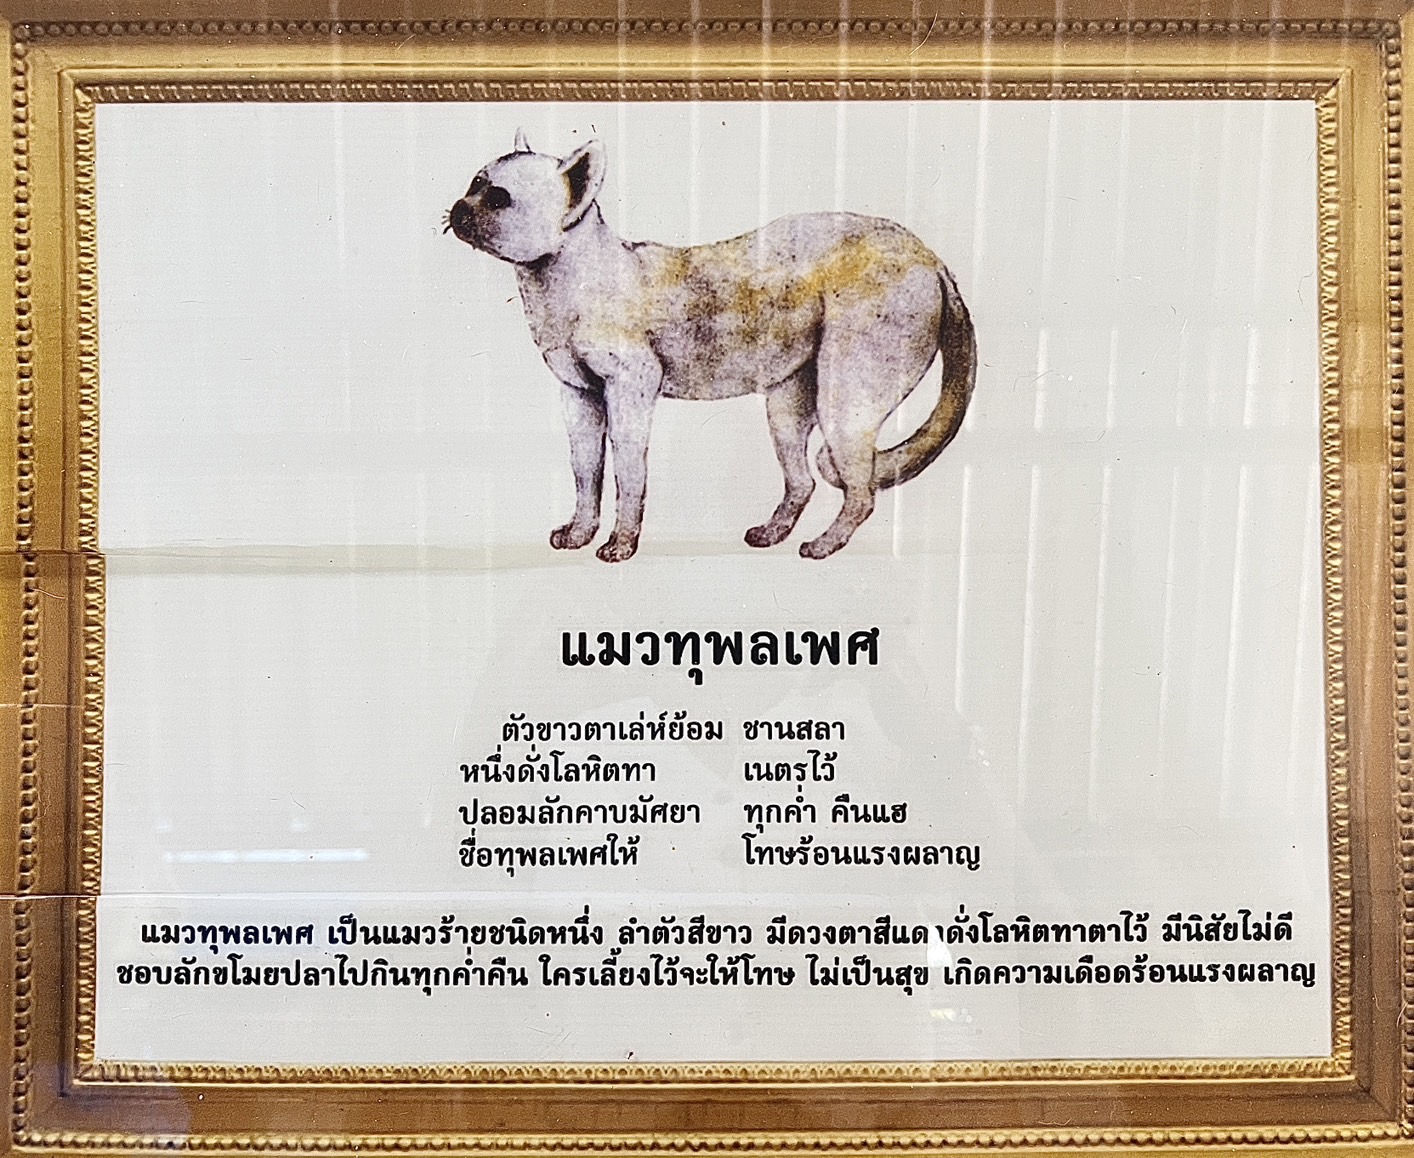 แมวทุพลเพศ
ตัวขาวตาเล่ห์ย้อม ชานสลา
หนึ่งดั่งโลหิตทา เนตรไว้
ปลอมลักคาบมัศยา ทุกค่ำ คืนแฮ
ชื่อทุพลเพศให้ โทษร้อนแรงผลาญ
แมวทุพลเพศ เป็นแมวร้ายชนิดหนึ่ง ลำตัวสีขาว มีดวงตาสีแดงดั่งโลหิตทาตาไว้ มีนิสัยไม่ดี
ชอบลักขโมยปลาไปกินทุกค่ำคืน ใครเลี้ยงไว้จะให้โทษ ไม่เป็นสุข เกิดความเดือดร้อนแรงผลาญ